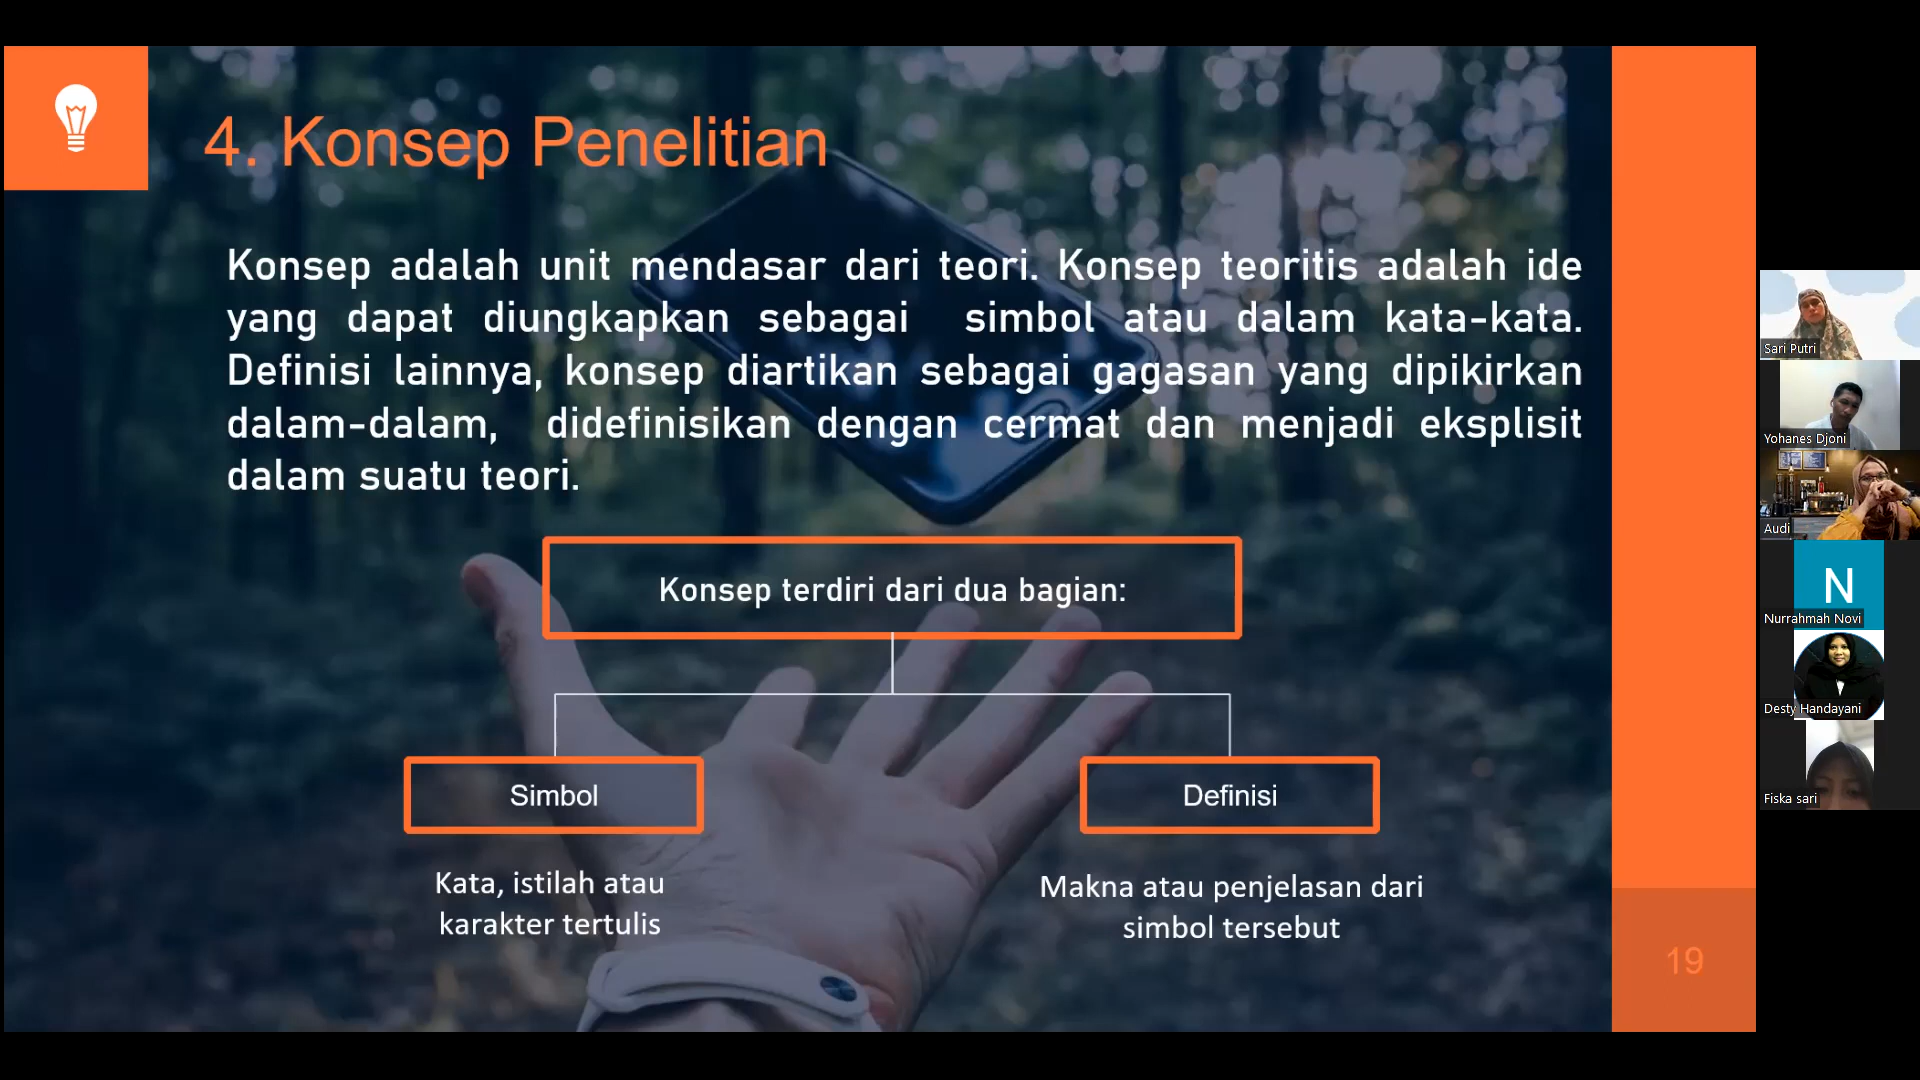 4. Konsep Penelitian
Konsep adalah unit mendasar dari teori. Konsep teoritis adalah ide
yang dapat diungkapkan sebagai simbol atau dalam kata-kata.
Definisi lainnya, konsep diartikan sebagai gagasan yang dipikirkan
dalam-dalam, didefinisikan dengan cermat dan menjadi eksplisit
dalam suatu teori.
Konsep terdiri dari dua bagian:
Simbol
Definisi
Kata, istilah atau
karakter tertulis
Makna atau penjelasan dari
simbol tersebut
19
Sari Putri
Yohanes Djoni
Audi
N
Nurrahmah Novi
Desty Handayani
Fiska sari